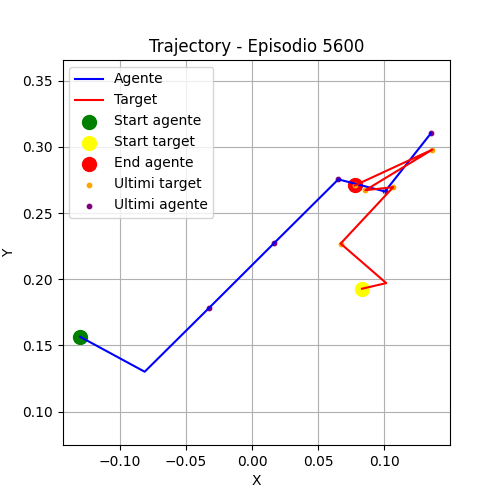 Trajectory - Episodio 5600
Agente
Target
Start agente
Start target
End agente
Ultimi target
Ultimi agente
0.35
0.30
0.25
0.20
0.15
0.10
Y
−0.10
−0.05
0.00
0.05
0.10
X